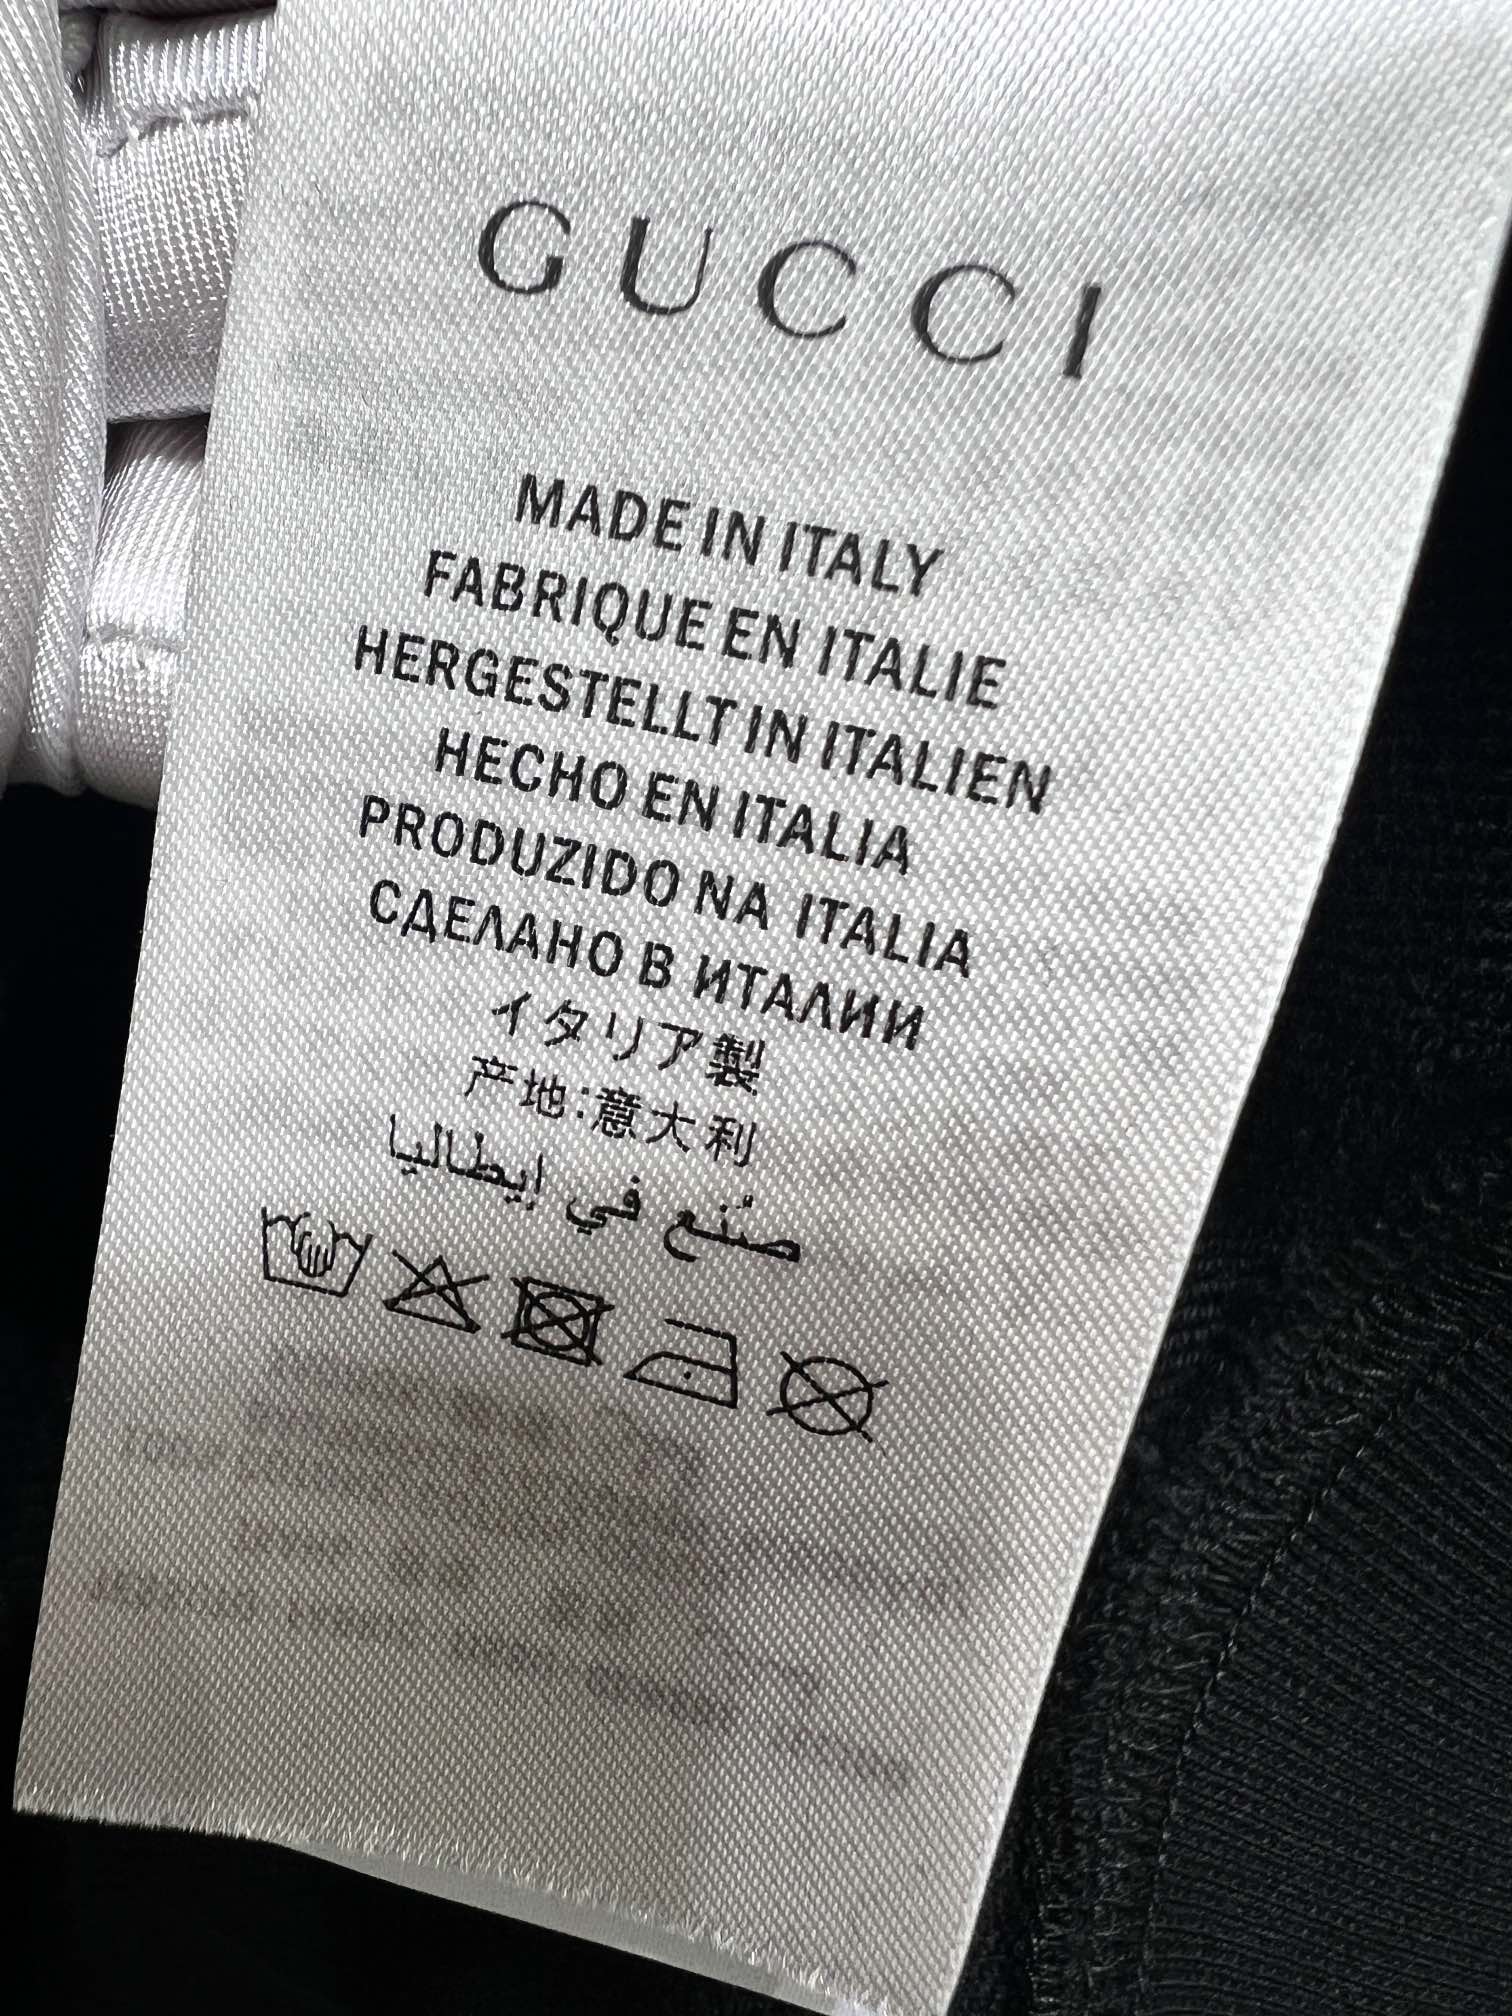 GUCCI
MADE IN ITALY
FABRIQUE EN ITALIE
HERGESTELLT IN ITALIEN
HECHO EN ITALIA
PRODUZIDO NA ITALIA
СДЕЛАНО В ИТАЛИИ
イタリア製
产地:意大利
صُنع في إيطاليا